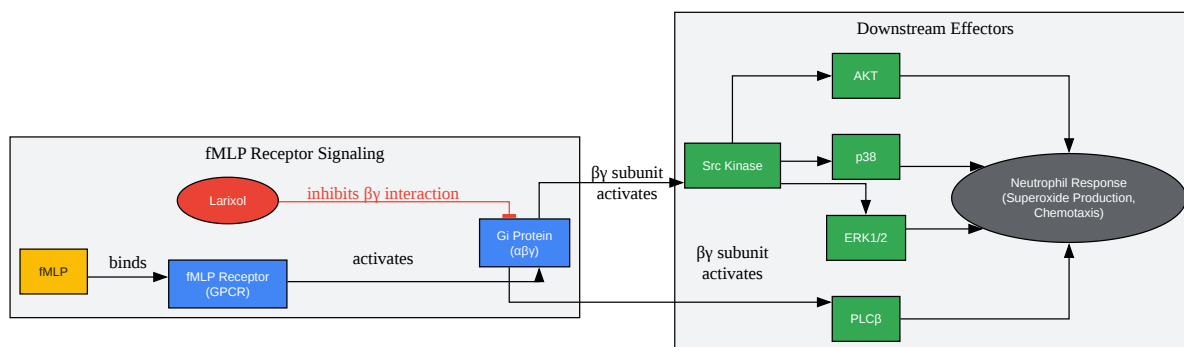 Downstream Effectors
AKT
fMLP Receptor Signaling
p38
Src Kinase
βγ subunit
activates
Larixol
inhibits βγ interaction
Neutrophil Response
(Superoxide Production,
Chemotaxis)
Gi Protein
(αβγ)
ERK1/2
βγ subunit
activates
fMLP
binds
fMLP Receptor
(GPCR)
activates
PLCβ